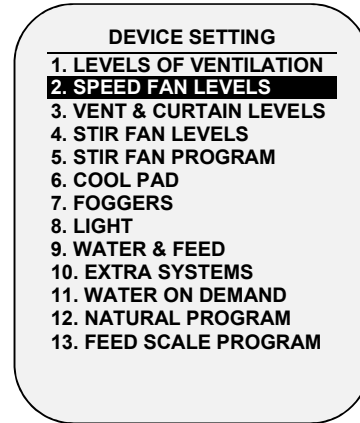 DEVICE SETTING
1. LEVELS OF VENTILATION
2. SPEED FAN LEVELS
3. VENT & CURTAIN LEVELS
4. STIR FAN LEVELS
5. STIR FAN PROGRAM
6. COOL PAD
7. FOGGERS
8. LIGHT
9. WATER & FEED
10. EXTRA SYSTEMS
11. WATER ON DEMAND
12. NATURAL PROGRAM
13. FEED SCALE PROGRAM